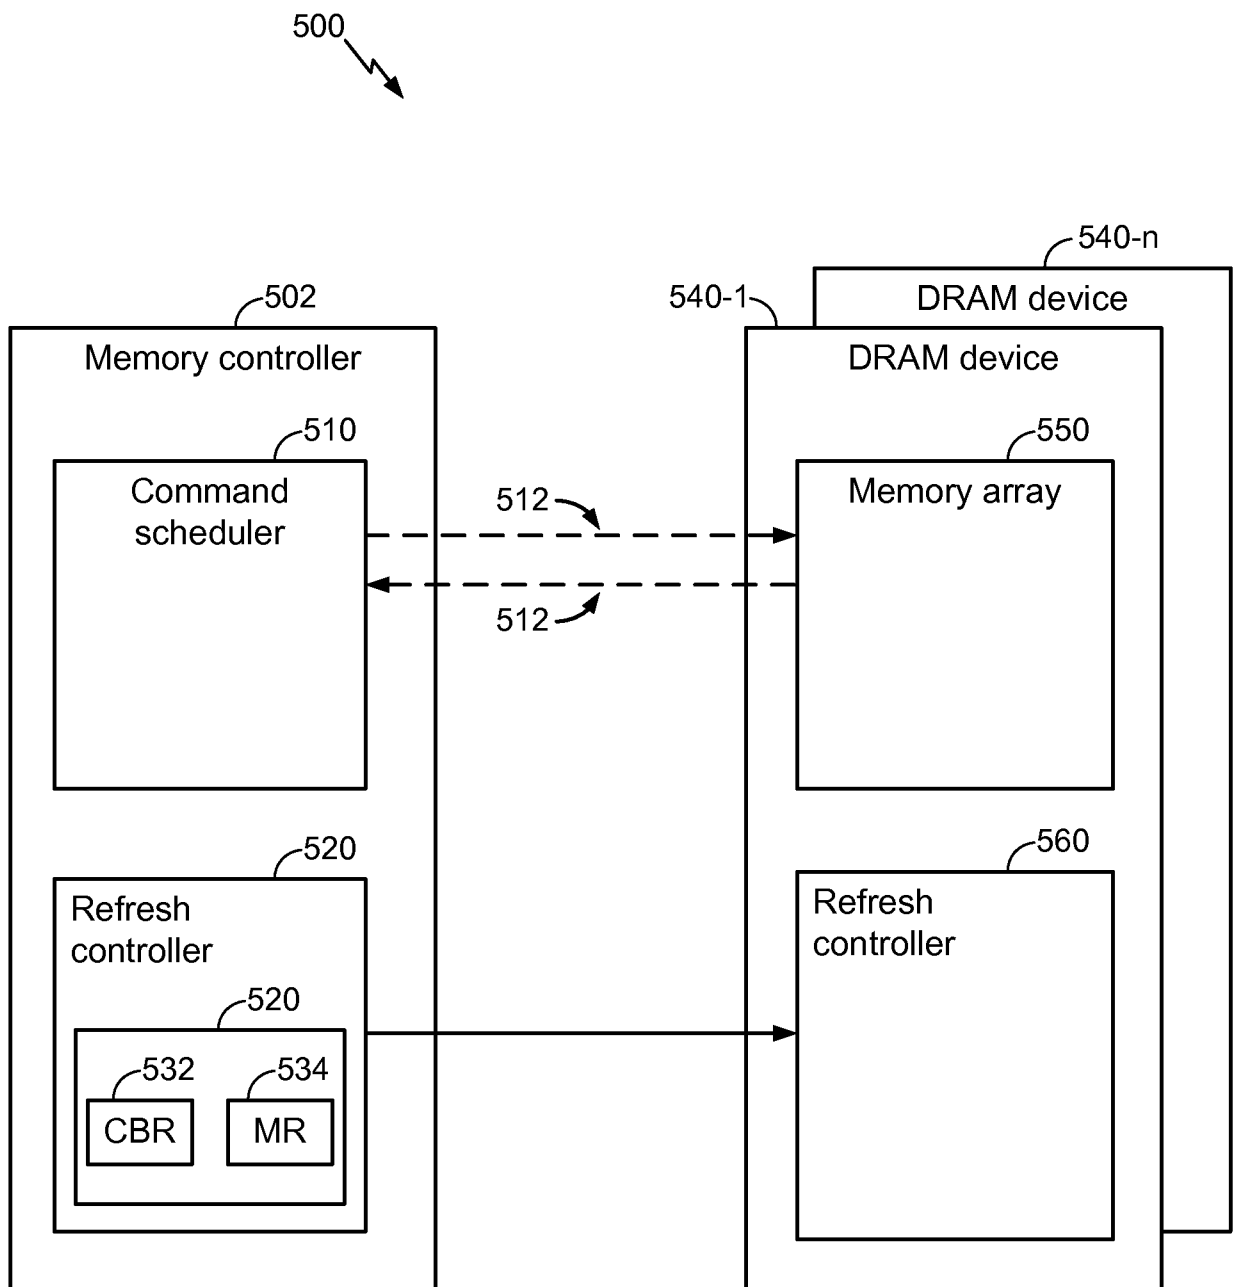 500
540-n
DRAM device
502
540-1
Memory controller
DRAM device
510
550
Command
scheduler
512
Memory array
512
520
560
Refresh
controller
Refresh
controller
520
532
534
CBR
MR